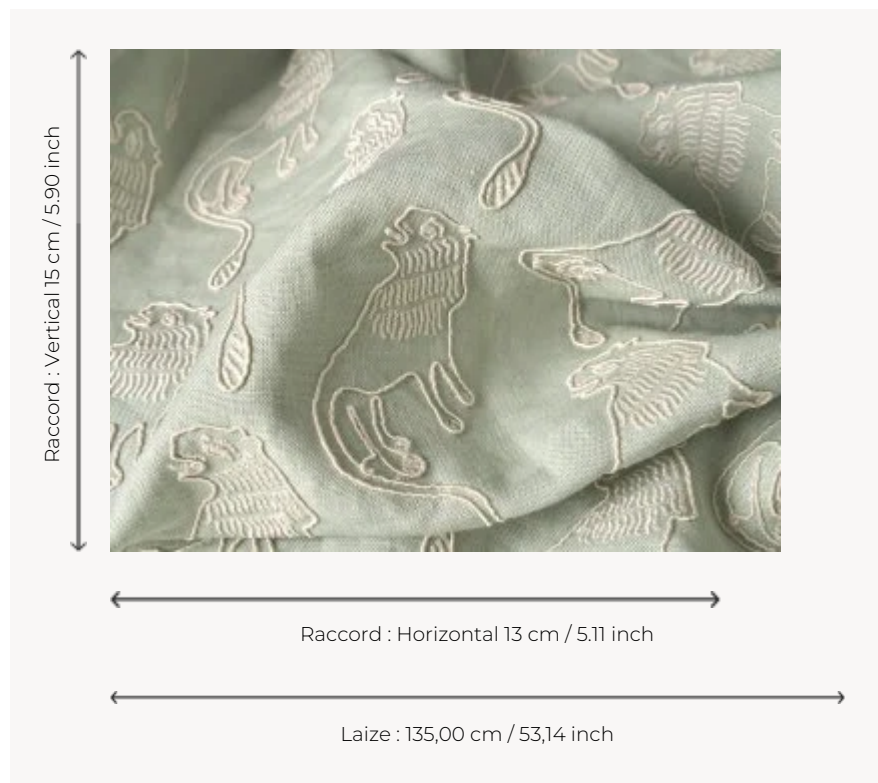 Raccord : Vertical 15 cm / 5.90 inch
Raccord : Horizontal 13 cm / 5.11 inch
Laize : 135,00 cm / 53,14 inch